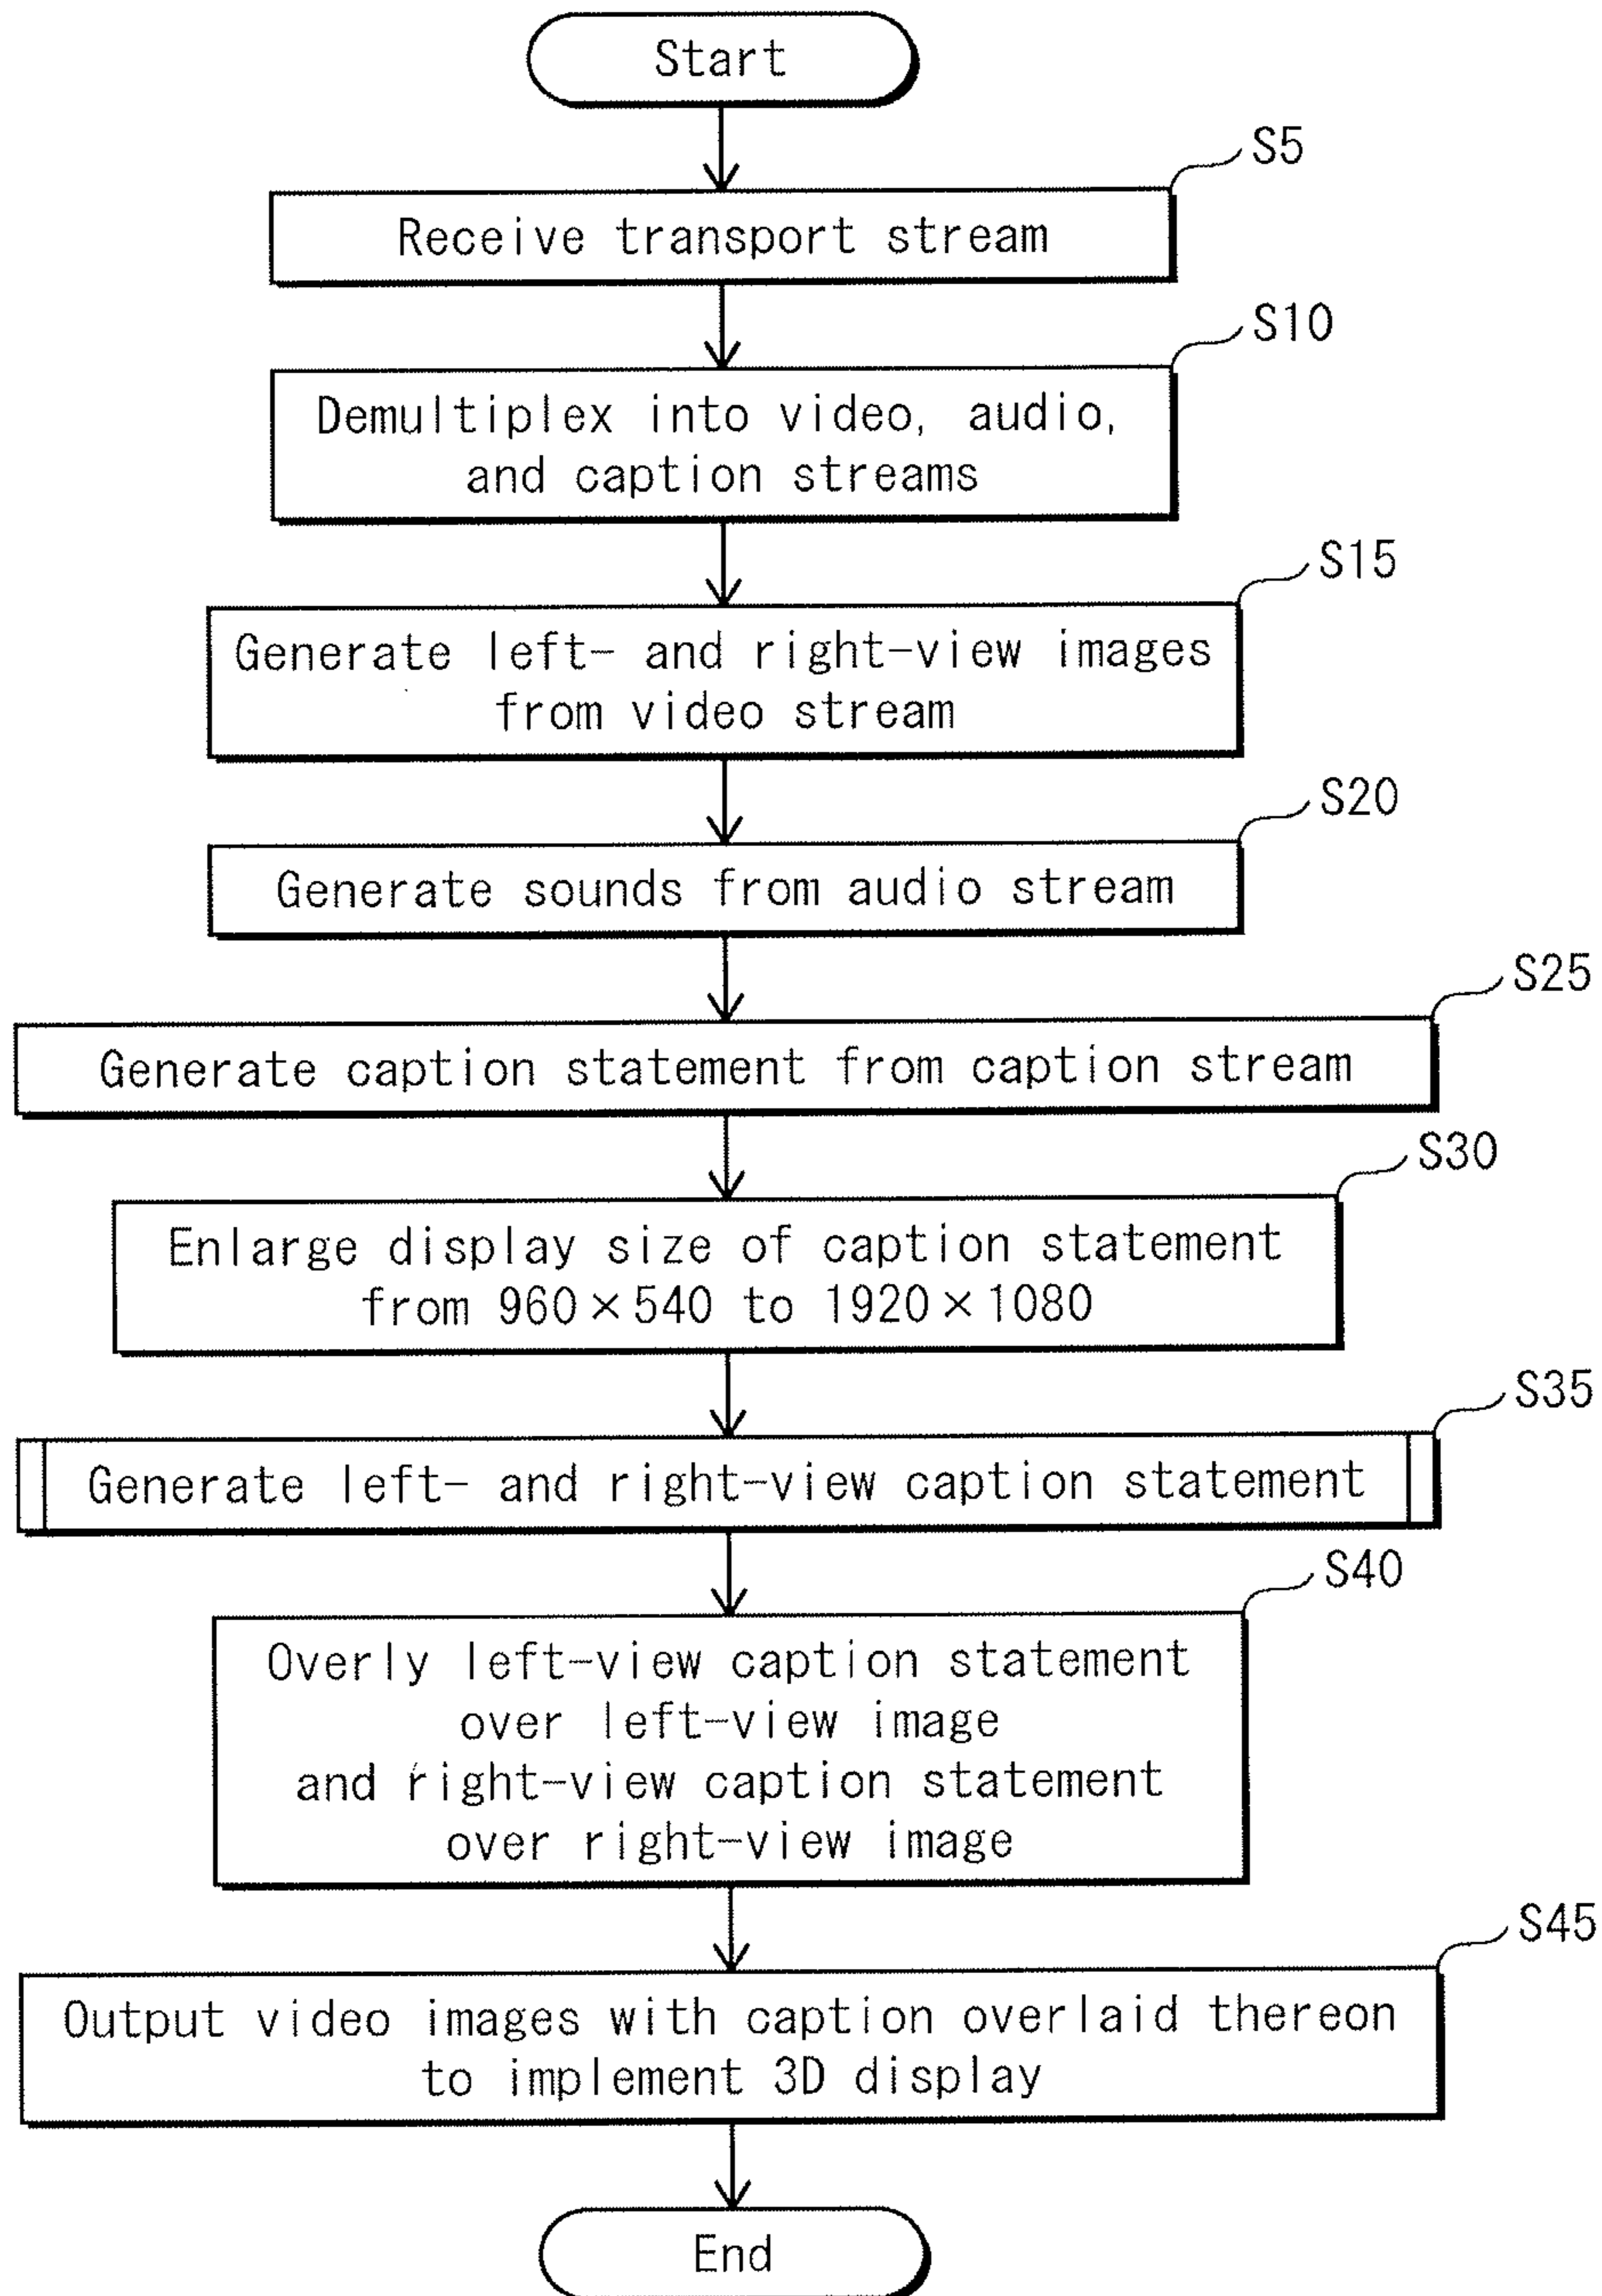 Start
S5
Receive transport stream
S10
Demultiplex into video, audio,
and caption streams
S15
Generate left- and right-view images
from video stream
S20
Generate sounds from audio stream
S25
Generate caption statement from caption stream
S30
Enlarge display size of caption statement
from 960×540 to 1920×1080
S35
Generate left- and right-view caption statement
S40
Overly left-view caption statement
over left-view image
and right-view caption statement
over right-view image
S45
Output video images with caption overlaid thereon
to implement 3D display
End